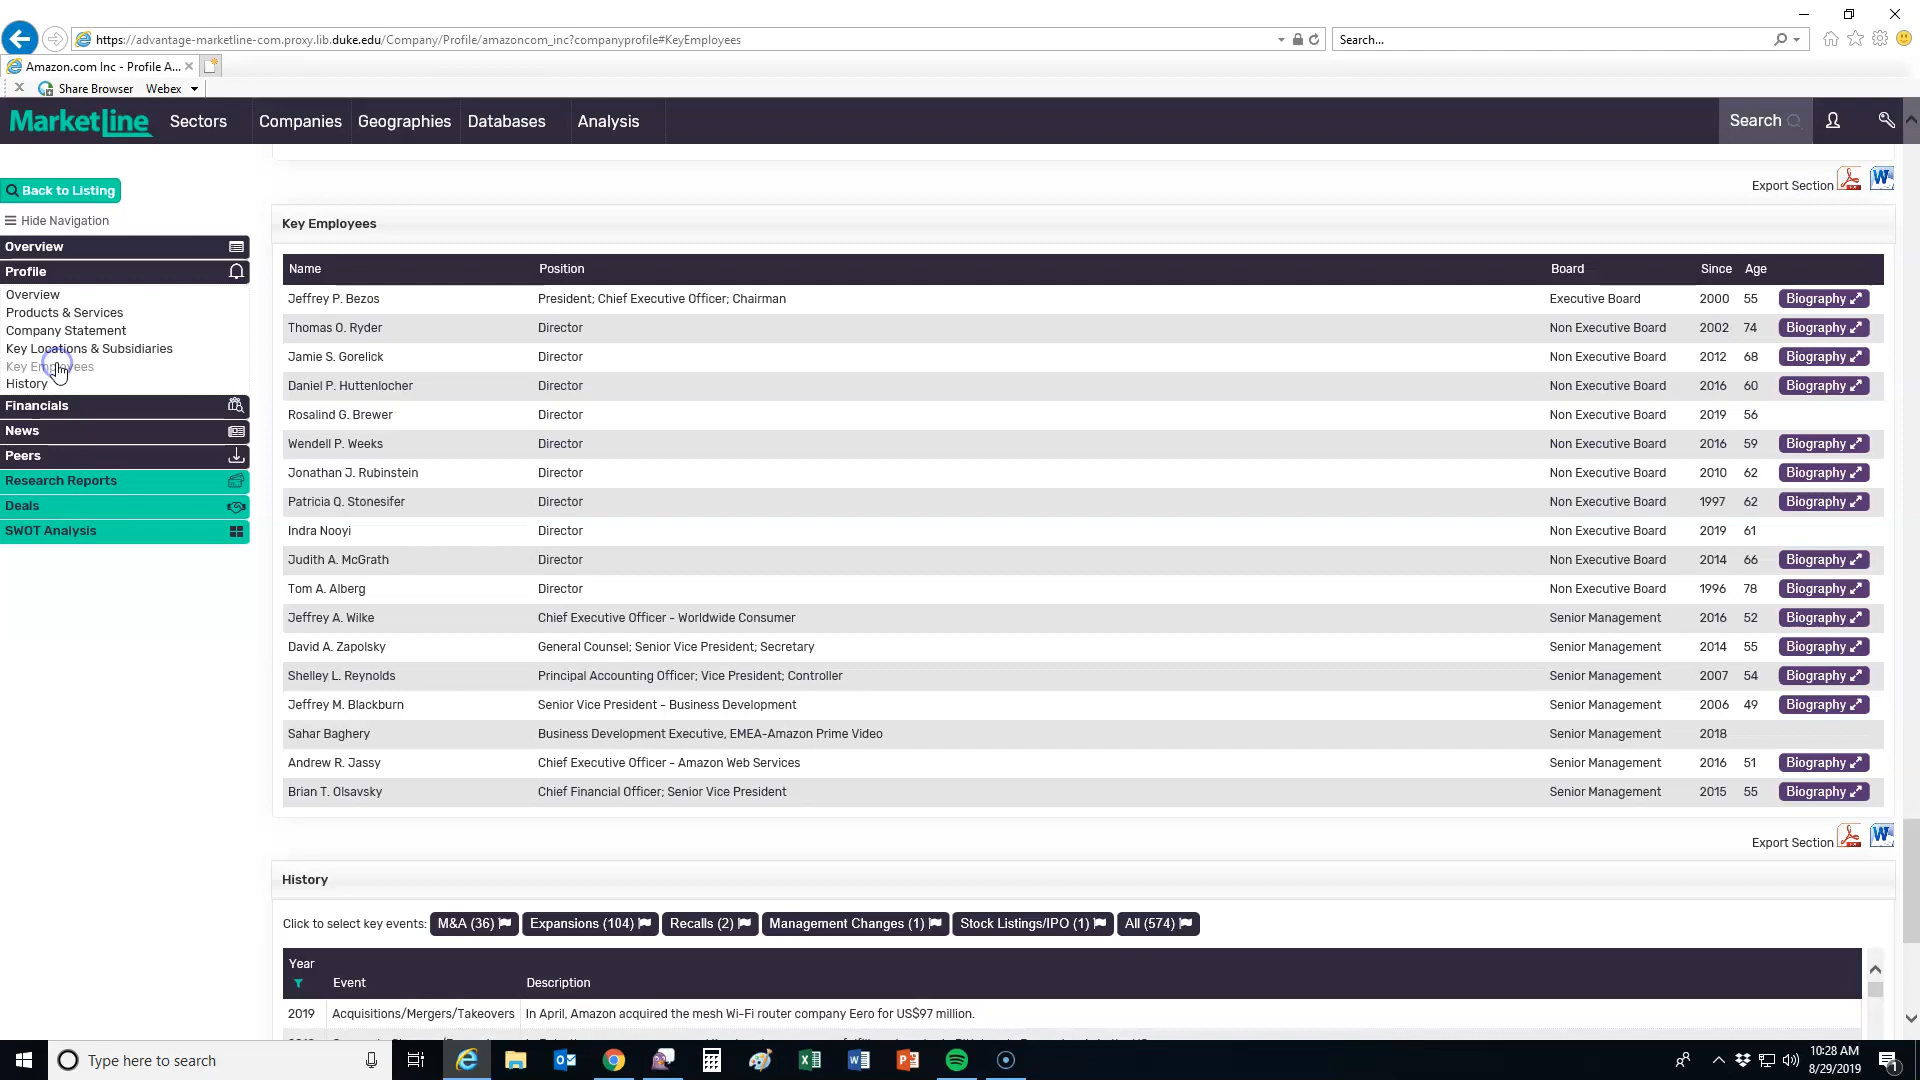 https://advantage-marketline-com.proxy.lib.duke.edu/Company/Profile/amazoncom_inc?companyprofile#KeyEmployees
Search...
Amazon.com Inc - Profile A...
Share Browser Webex
MarketLine Sectors Companies Geographies Databases Analysis Search
Back to Listing
Hide Navigation
Overview
Profile
Overview
Products & Services
Company Statement
Key Locations & Subsidiaries
Key Employees
History
Financials
News
Peers
Research Reports
Deals
SWOT Analysis
Export Section
Key Employees
Name Position Board Since Age
Jeffrey P. Bezos President; Chief Executive Officer; Chairman Executive Board 2000 55 Biography
Thomas O. Ryder Director Non Executive Board 2002 74 Biography
Jamie S. Gorelick Director Non Executive Board 2012 68 Biography
Daniel P. Huttenlocher Director Non Executive Board 2016 60 Biography
Rosalind G. Brewer Director Non Executive Board 2019 56
Wendell P. Weeks Director Non Executive Board 2016 59 Biography
Jonathan J. Rubinstein Director Non Executive Board 2010 62 Biography
Patricia Q. Stonesifer Director Non Executive Board 1997 62 Biography
Indra Nooyi Director Non Executive Board 2019 61
Judith A. McGrath Director Non Executive Board 2014 66 Biography
Tom A. Alberg Director Non Executive Board 1996 78 Biography
Jeffrey A. Wilke Chief Executive Officer - Worldwide Consumer Senior Management 2016 52 Biography
David A. Zapolsky General Counsel; Senior Vice President; Secretary Senior Management 2014 55 Biography
Shelley L. Reynolds Principal Accounting Officer; Vice President; Controller Senior Management 2007 54 Biography
Jeffrey M. Blackburn Senior Vice President - Business Development Senior Management 2006 49 Biography
Sahar Baghery Business Development Executive, EMEA-Amazon Prime Video Senior Management 2018
Andrew R. Jassy Chief Executive Officer - Amazon Web Services Senior Management 2016 51 Biography
Brian T. Olsavsky Chief Financial Officer; Senior Vice President Senior Management 2015 55 Biography
Export Section
History
Click to select key events: M&A (36) Expansions (104) Recalls (2) Management Changes (1) Stock Listings/IPO (1) All (574)
Year
Event Description
2019 Acquisitions/Mergers/Takeovers In April, Amazon acquired the mesh Wi-Fi router company Eero for US$97 million.
Type here to search
10:28 AM
8/29/2019
1